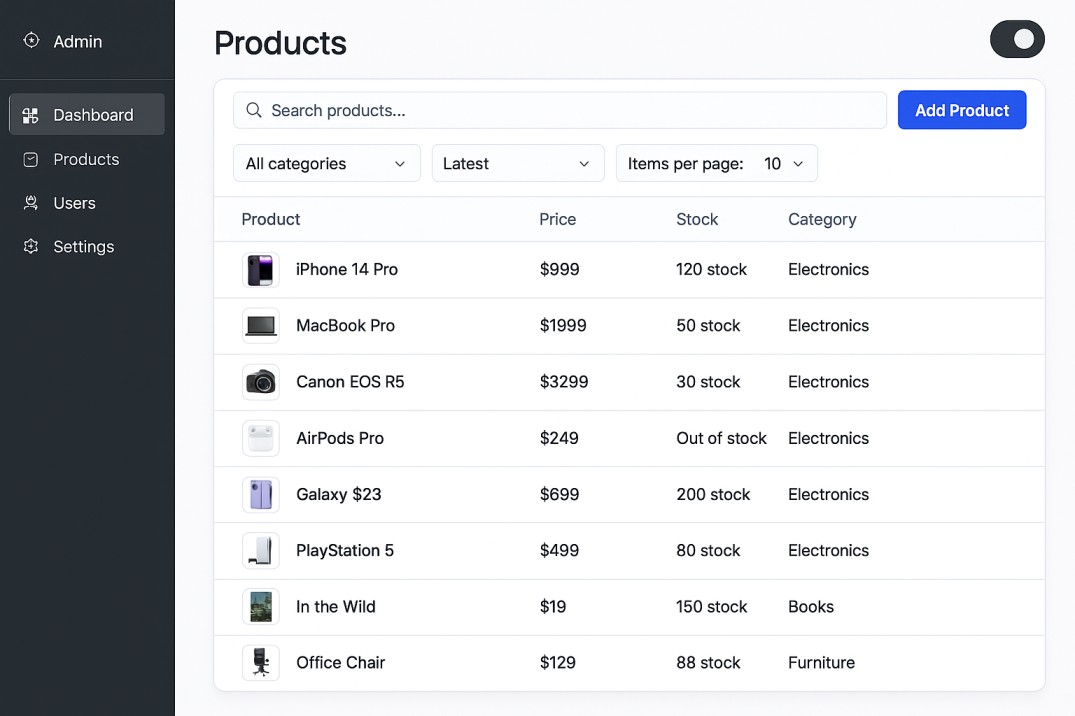 Admin
Dashboard
Products
Users
Settings
Products
Search products...
Add Product
All categories
Latest
Items per page: 10
Product Price Stock Category
iPhone 14 Pro $999 120 stock Electronics
MacBook Pro $1999 50 stock Electronics
Canon EOS R5 $3299 30 stock Electronics
AirPods Pro $249 Out of stock Electronics
Galaxy $23 $699 200 stock Electronics
PlayStation 5 $499 80 stock Electronics
In the Wild $19 150 stock Books
Office Chair $129 88 stock Furniture